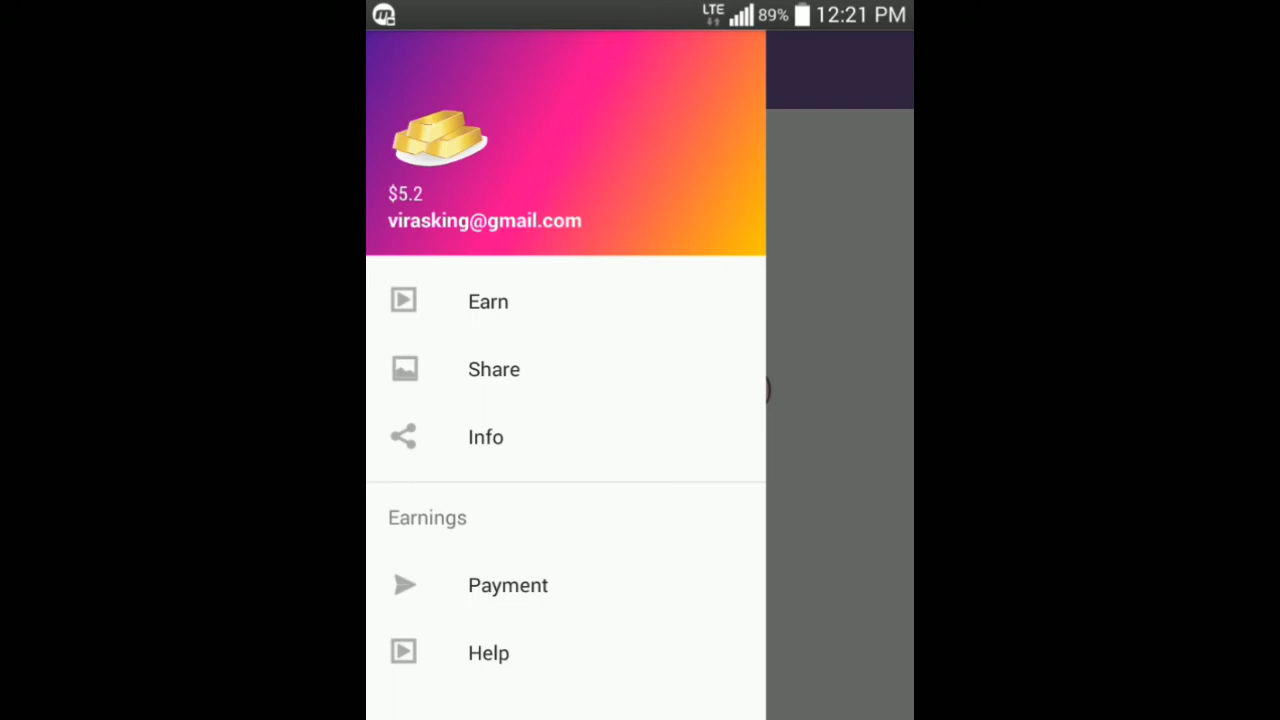 LTE 89% 12:21 PM
$5.2
virasking@gmail.com
Earn
Share
Info
Earnings
Payment
Help